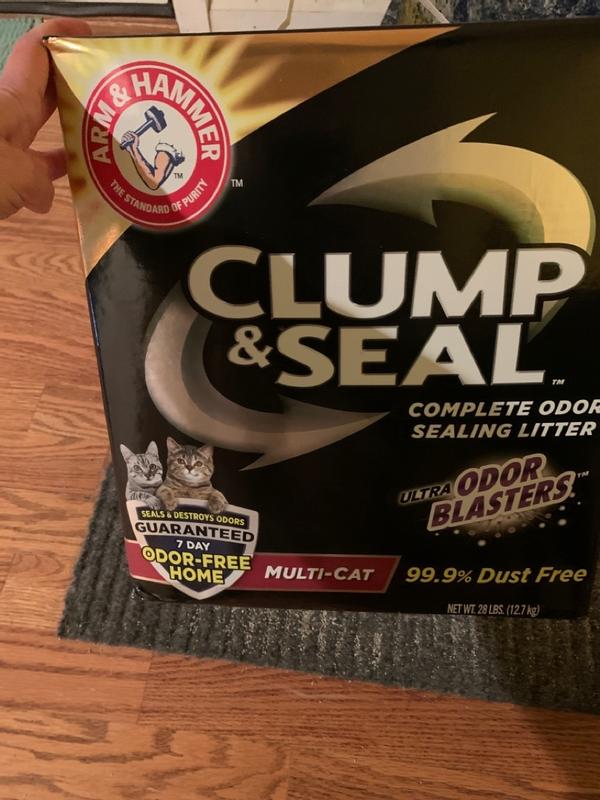 ARM & HAMMER
TM
THE STANDARD OF PURITY
TM
CLUMP
& SEAL
TM
COMPLETE ODOR
SEALING LITTER
ULTRA ODOR
BLASTERS
TM
SEALS & DESTROYS ODORS
GUARANTEED
7 DAY
ODOR-FREE
HOME
MULTI-CAT
99.9% Dust Free
NET WT. 28 LBS. (12.7 kg)